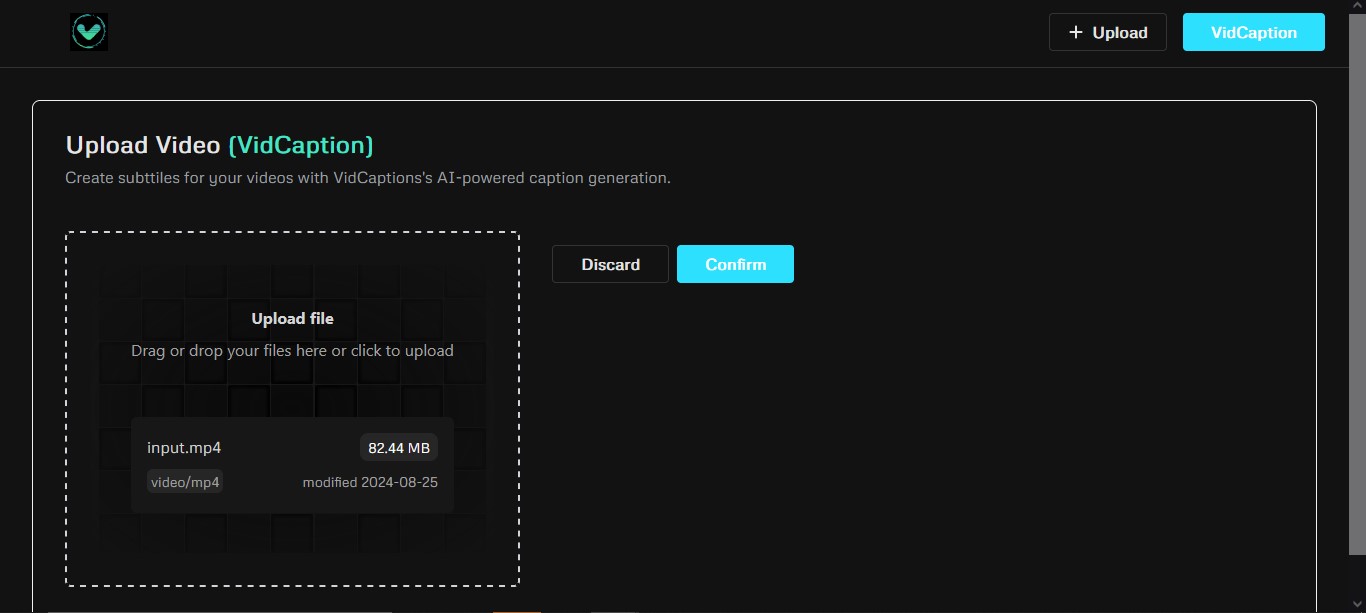 + Upload
VidCaption
Upload Video (VidCaption)
Create subttiles for your videos with VidCaptions's AI-powered caption generation.
Discard
Confirm
Upload file
Drag or drop your files here or click to upload
input.mp4
82.44 MB
video/mp4
modified 2024-08-25